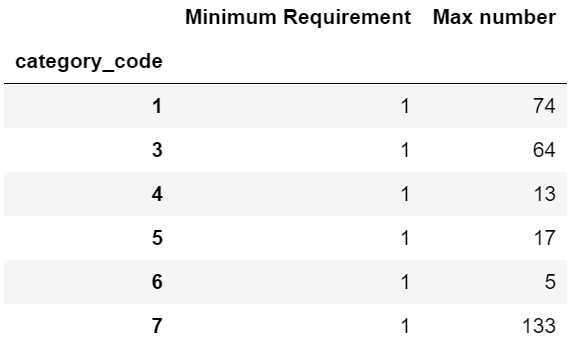 Minimum Requirement Max number
category_code
1 1 74
3 1 64
4 1 13
5 1 17
6 1 5
7 1 133